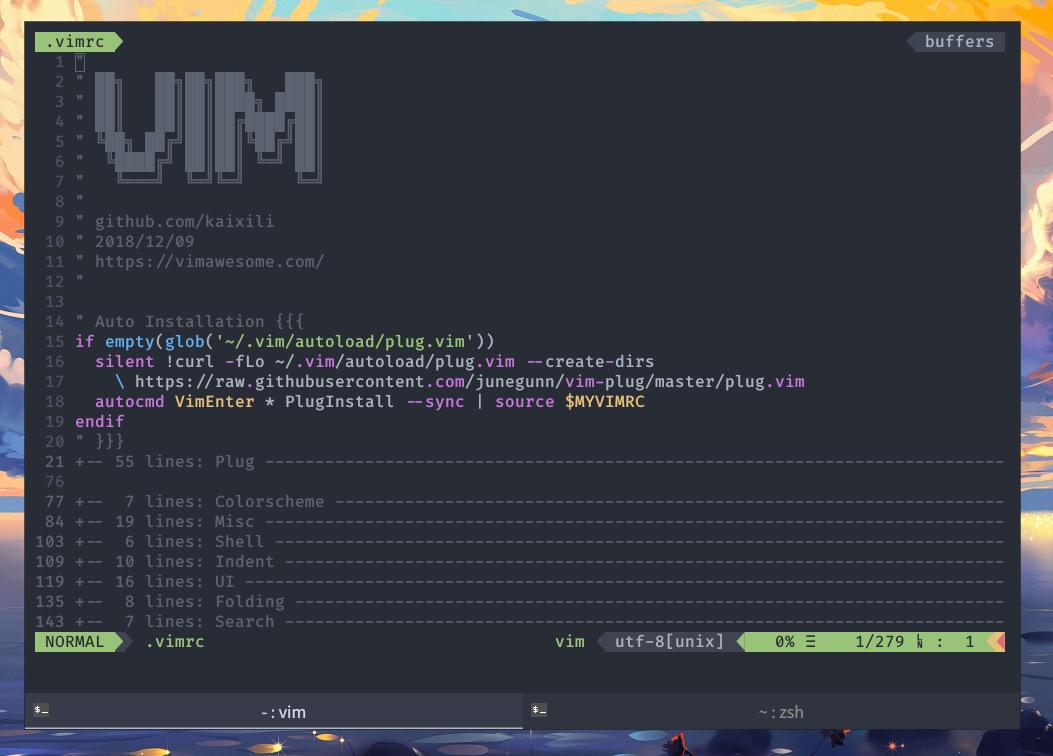 .vimrc buffers
1 "
2 "
3 "
4 " VIM
5 "
6 "
7 "
8 "
9 " github.com/kaixili
10 " 2018/12/09
11 " https://vimawesome.com/
12 "
13
14 " Auto Installation {{{
15 if empty(glob('~/.vim/autoload/plug.vim'))
16   silent !curl -fLo ~/.vim/autoload/plug.vim --create-dirs
17     \ https://raw.githubusercontent.com/junegunn/vim-plug/master/plug.vim
18   autocmd VimEnter * PlugInstall --sync | source $MYVIMRC
19 endif
20 " }}}
21 +-- 55 lines: Plug --------------------------------------------------------------------------
76
77 +--  7 lines: Colorscheme -------------------------------------------------------------------
84 +-- 19 lines: Misc --------------------------------------------------------------------------
103 +--  6 lines: Shell -------------------------------------------------------------------------
109 +-- 10 lines: Indent ------------------------------------------------------------------------
119 +-- 16 lines: UI ----------------------------------------------------------------------------
135 +--  8 lines: Folding -----------------------------------------------------------------------
143 +--  7 lines: Search ------------------------------------------------------------------------
NORMAL .vimrc vim utf-8[unix] 0% ☰ 1/279 ㏑ : 1
$_ -:vim $_ ~:zsh